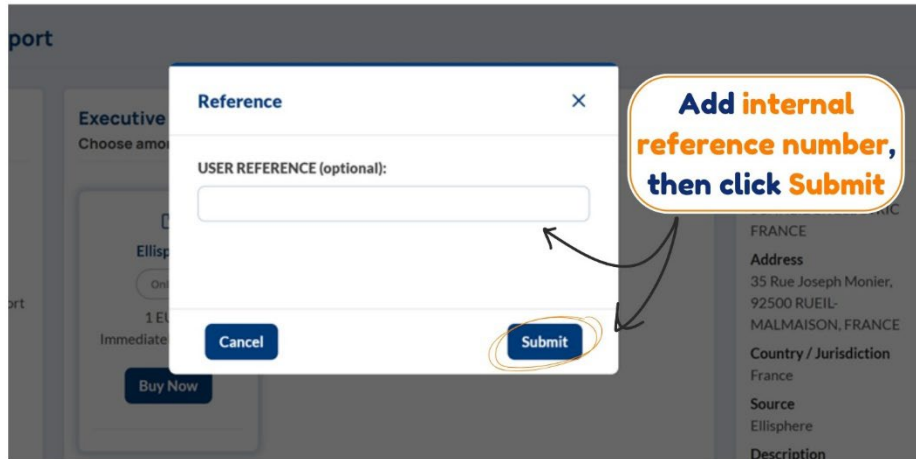 port
Executive
Choose amo
Reference
×
USER REFERENCE (optional):
Cancel
Submit
Add internal
reference number,
then click Submit
Ellisp
Onl
1 EU
Immediate
Buy Now
ort
FRANCE
Address
35 Rue Joseph Monier,
92500 RUEIL-
MALMAISON, FRANCE
Country / Jurisdiction
France
Source
Ellisphere
Description